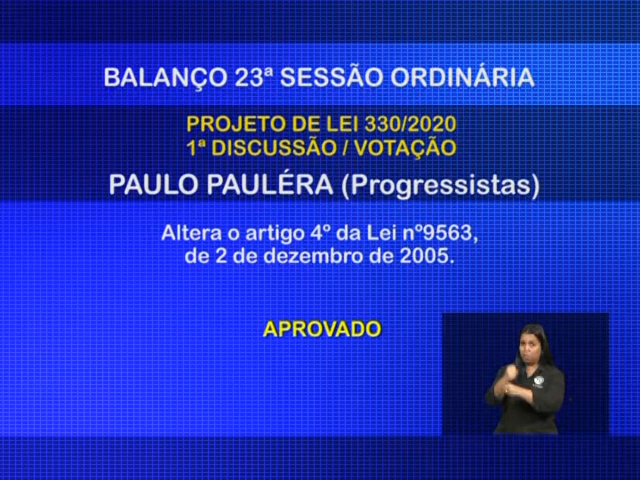 BALANÇO 23ª SESSÃO ORDINÁRIA
PROJETO DE LEI 330/2020
1ª DISCUSSÃO / VOTAÇÃO
PAULO PAULÉRA (Progressistas)
Altera o artigo 4º da Lei nº9563,
de 2 de dezembro de 2005.
APROVADO